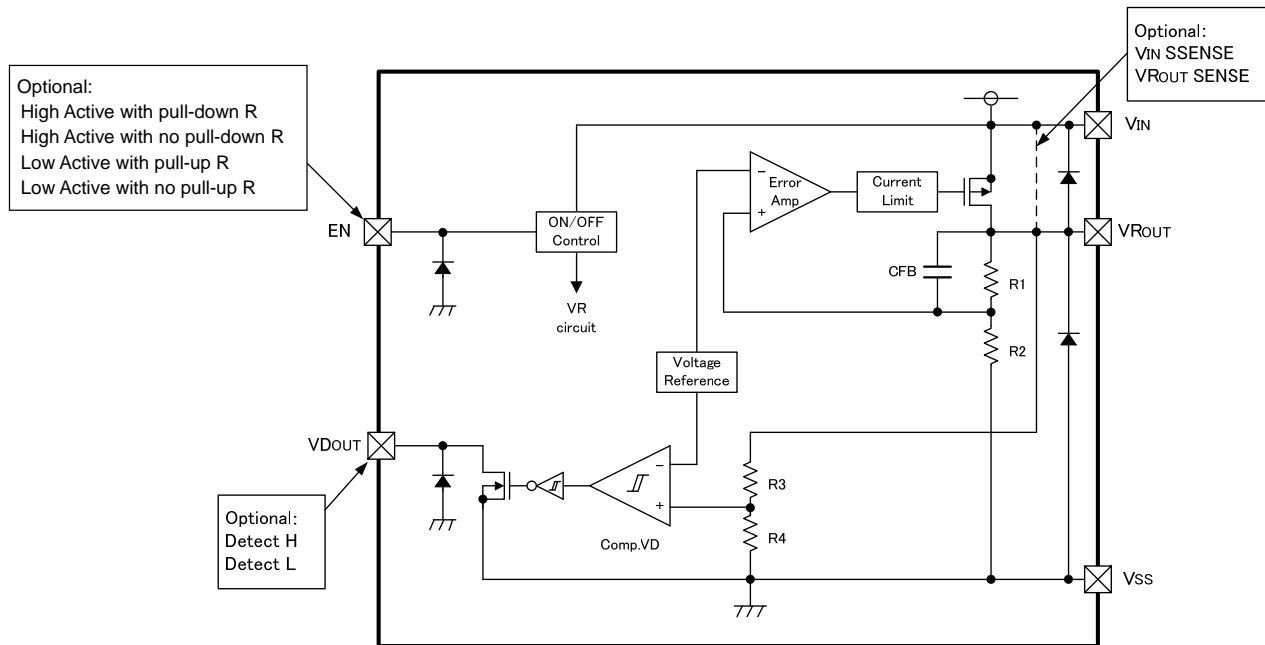 Optional:
VIN SSENSE
VROUT SENSE
Optional:
High Active with pull-down R
High Active with no pull-down R
Low Active with pull-up R
Low Active with no pull-up R
VIN
−
Error
Amp
+
Current
Limit
EN
ON/OFF
Control
VROUT
CFB
R1
VR
circuit
R2
Voltage
Reference
VDOUT
−
R3
+
R4
Comp.VD
Optional:
Detect H
Detect L
VSS